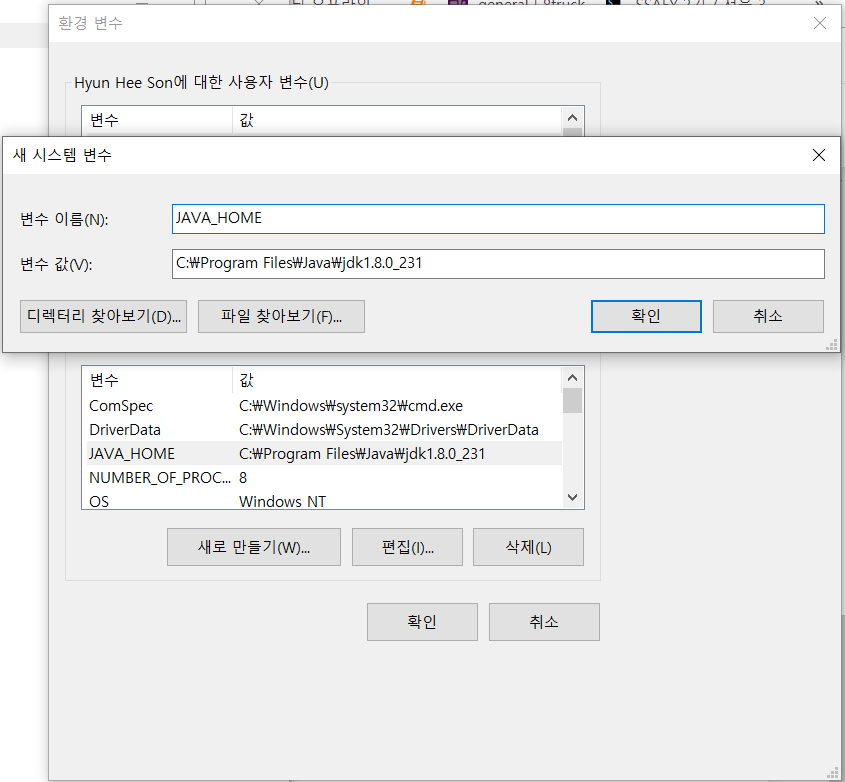 환경 변수
Hyun Hee Son에 대한 사용자 변수(U)
변수 값
새 시스템 변수
변수 이름(N): JAVA_HOME
변수 값(V): C:₩Program Files₩Java₩jdk1.8.0_231
디렉터리 찾아보기(D)... 파일 찾아보기(F)... 확인 취소
변수 값
ComSpec C:₩Windows₩system32₩cmd.exe
DriverData C:₩Windows₩System32₩Drivers₩DriverData
JAVA_HOME C:₩Program Files₩Java₩jdk1.8.0_231
NUMBER_OF_PROC... 8
OS Windows NT
새로 만들기(W)... 편집(I)... 삭제(L)
확인 취소